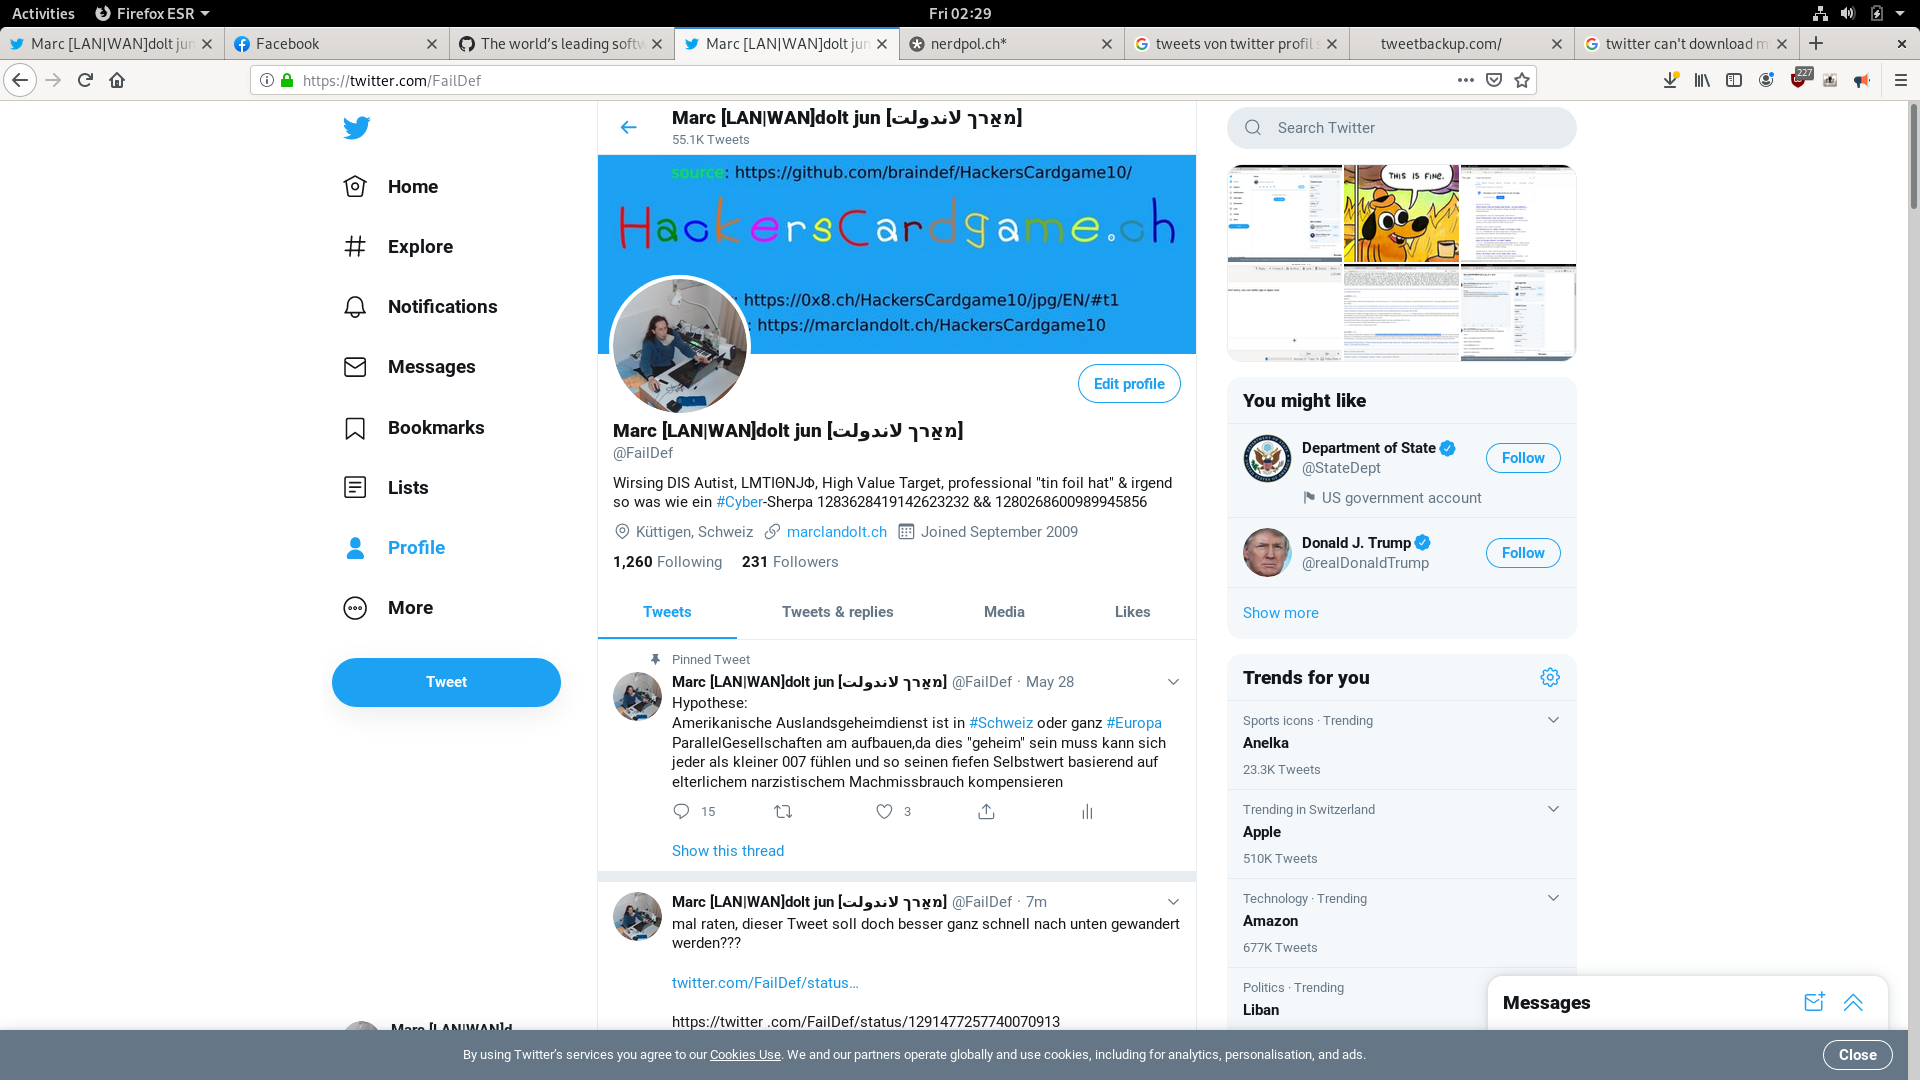 Activities Firefox ESR Fri 02:29
Marc [LAN|WAN]dolt jun
Facebook
The world's leading softw
Marc [LAN|WAN]dolt jun
nerdpol.ch*
tweets von twitter profil s
tweetbackup.com/
twitter can't download m
https://twitter.com/FailDef
227
Home
Explore
Notifications
Messages
Bookmarks
Lists
Profile
More
Tweet
Marc [LAN|WAN]dolt jun [מאַרך לאנדולת]
55.1K Tweets
source: https://github.com/braindef/HackersCardgame10/
HackersCardgame.ch
: https://0x8.ch/HackersCardgame10/jpg/EN/#t1
: https://marclandolt.ch/HackersCardgame10
Edit profile
Marc [LAN|WAN]dolt jun [מאַרך לאנדולת]
@FailDef
Wirsing DIS Autist, LMTIΘNJΦ, High Value Target, professional "tin foil hat" & irgend
so was wie ein #Cyber-Sherpa 1283628419142623232 && 1280268600989945856
Küttigen, Schweiz marclandolt.ch Joined September 2009
1,260 Following 231 Followers
Tweets Tweets & replies Media Likes
Pinned Tweet
Marc [LAN|WAN]dolt jun [מאַרך לאנדולת] @FailDef · May 28
Hypothese:
Amerikanische Auslandsgeheimdienst ist in #Schweiz oder ganz #Europa
ParallelGesellschaften am aufbauen,da dies "geheim" sein muss kann sich
jeder als kleiner 007 fühlen und so seinen fiefen Selbstwert basierend auf
elterlichem narzistischem Machmissbrauch kompensieren
15 3
Show this thread
Marc [LAN|WAN]dolt jun [מאַרך לאנדולת] @FailDef · 7m
mal raten, dieser Tweet soll doch besser ganz schnell nach unten gewandert
werden???
twitter.com/FailDef/status...
https://twitter .com/FailDef/status/1291477257740070913
Search Twitter
THIS IS FINE.
You might like
Department of State
@StateDept
US government account
Follow
Donald J. Trump
@realDonaldTrump
Follow
Show more
Trends for you
Sports icons · Trending
Anelka
23.3K Tweets
Trending in Switzerland
Apple
510K Tweets
Technology · Trending
Amazon
677K Tweets
Politics · Trending
Liban
Messages
Marc [LAN|WAN]d
By using Twitter's services you agree to our Cookies Use. We and our partners operate globally and use cookies, including for analytics, personalisation, and ads.
Close